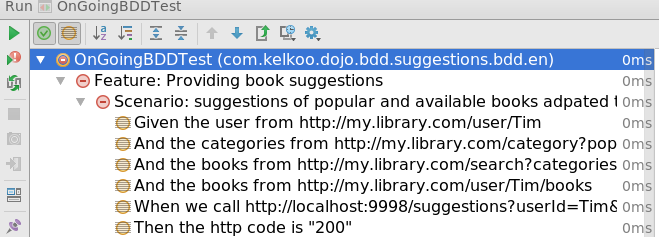 Run OnGoingBDDTest
OnGoingBDDTest (com.kelkoo.dojo.bdd.suggestions.bdd.en) 0ms
Feature: Providing book suggestions 0ms
Scenario: suggestions of popular and available books adpated t 0ms
Given the user from http://my.library.com/user/Tim 0ms
And the categories from http://my.library.com/category?pop 0ms
And the books from http://my.library.com/search?categories 0ms
And the books from http://my.library.com/user/Tim/books 0ms
When we call http://localhost:9998/suggestions?userId=Tim& 0ms
Then the http code is "200" 0ms